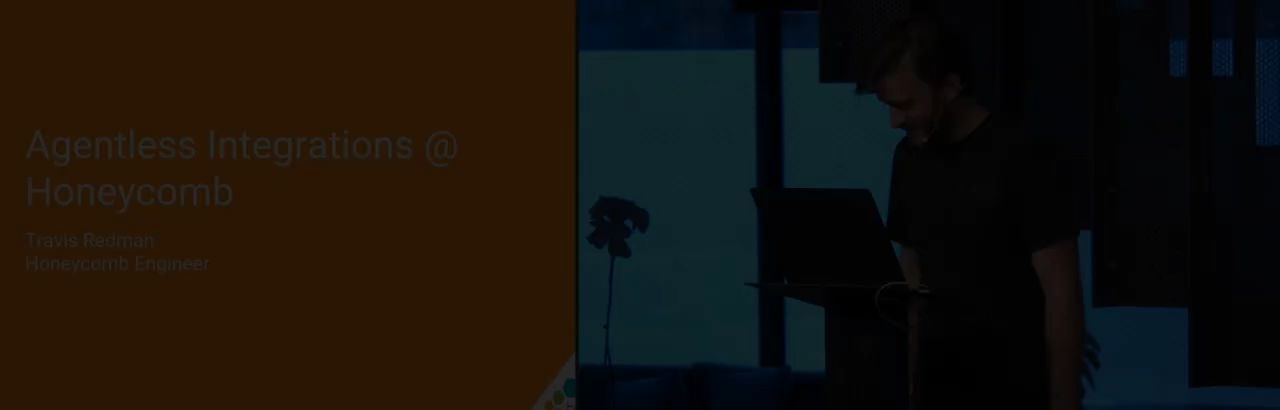 Agentless Integrations @
Honeycomb
Travis Redman
Honeycomb Engineer